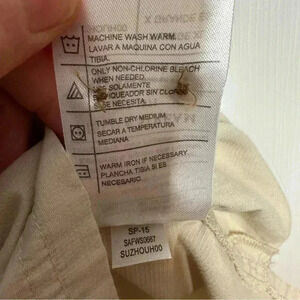 MACHINE WASH WARM.
LAVAR A MAQUINA CON AGUA
TIBIA.
ONLY NON-CHLORINE BLEACH
WHEN NEEDED.
USE SOLAMENTE
BLANQUEADOR SIN CLORO
SE NECESITA.
TUMBLE DRY MEDIUM
SECAR A TEMPERATURA
MEDIANA
WARM IRON IF NECESSARY.
PLANCHA TIBIA SI ES
NECESARIO.
SP-15
SAFWS0667
SUZHOUH00